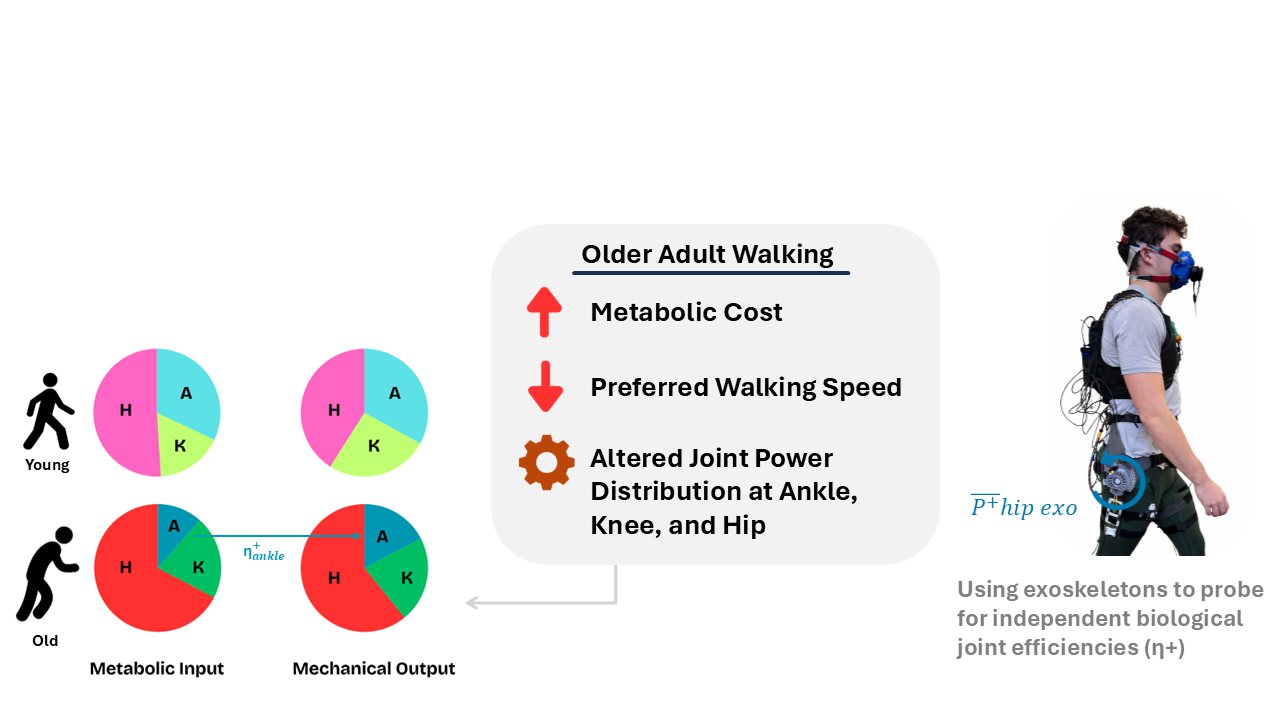 Older Adult Walking
Metabolic Cost
Preferred Walking Speed
Altered Joint Power
Distribution at Ankle,
Knee, and Hip
H
A
K
H
A
K
Young
H
A
K
η+ankle
H
A
K
Old
Metabolic Input
Mechanical Output
P+hip exo
Using exoskeletons to probe
for independent biological
joint efficiencies (η+)